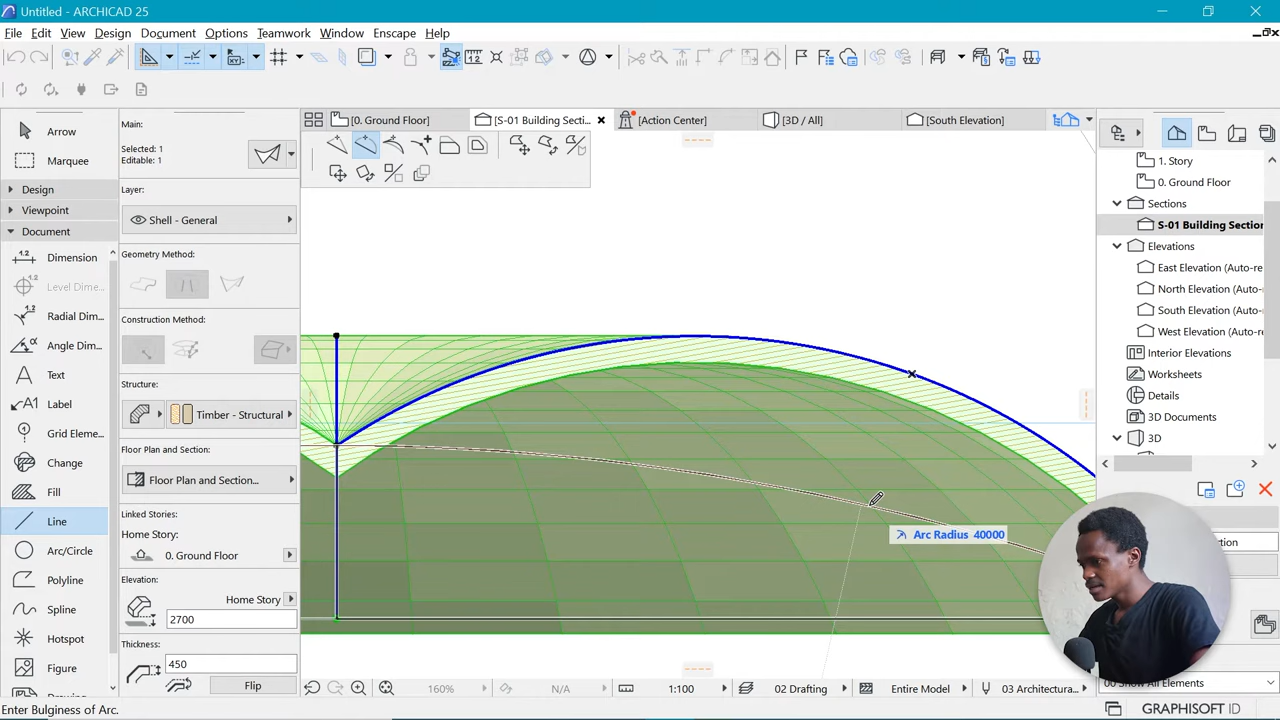 Untitled - ARCHICAD 25
File Edit View Design Document Options Teamwork Window Enscape Help
[0. Ground Floor] [S-01 Building Secti... [Action Center] [3D / All] [South Elevation]
Arrow
Marquee
Design
Viewpoint
Document
Dimension
Level Dime...
Radial Dim...
Angle Dim...
Text
Label
Grid Eleme...
Change
Fill
Line
Arc/Circle
Polyline
Spline
Hotspot
Figure
Main:
Selected: 1
Editable: 1
Layer:
Shell - General
Geometry Method:
Construction Method:
Structure:
Timber - Structural
Floor Plan and Section:
Floor Plan and Section...
Linked Stories:
Home Story:
0. Ground Floor
Elevation:
Home Story
2700
Thickness:
450
Flip
Arc Radius 40000
1. Story
0. Ground Floor
Sections
S-01 Building Section
Elevations
East Elevation (Auto-re
North Elevation (Auto-
South Elevation (Auto-
West Elevation (Auto-re
Interior Elevations
Worksheets
Details
3D Documents
3D
ction
00 Show All Elements
N/A 1:100 02 Drafting Entire Model 03 Architectura...
Enter Bulginess of Arc.
GRAPHISOFT ID